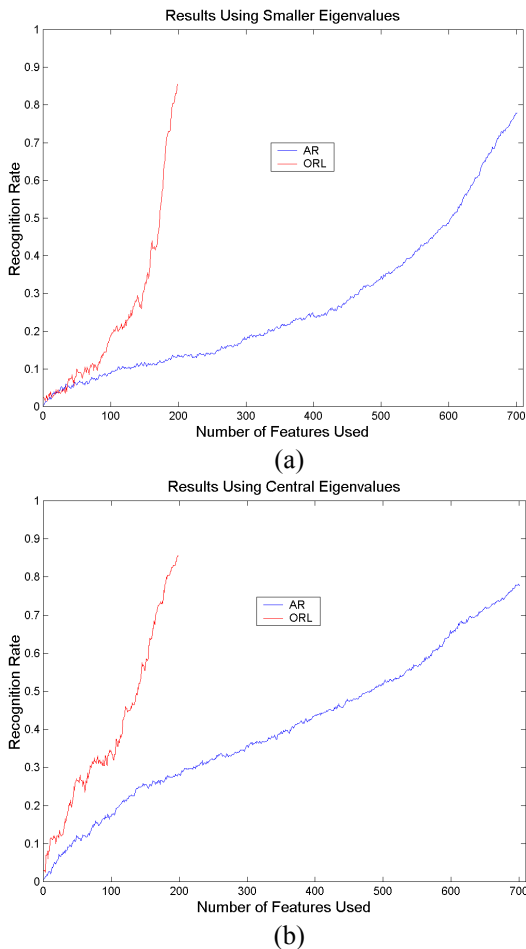 Results Using Smaller Eigenvalues
1
0.9
0.8
0.7
0.6
0.5
0.4
0.3
0.2
0.1
0
Recognition Rate
AR
ORL
0 100 200 300 400 500 600 700
Number of Features Used
(a)
Results Using Central Eigenvalues
1
0.9
0.8
0.7
0.6
0.5
0.4
0.3
0.2
0.1
0
Recognition Rate
AR
ORL
0 100 200 300 400 500 600 700
Number of Features Used
(b)